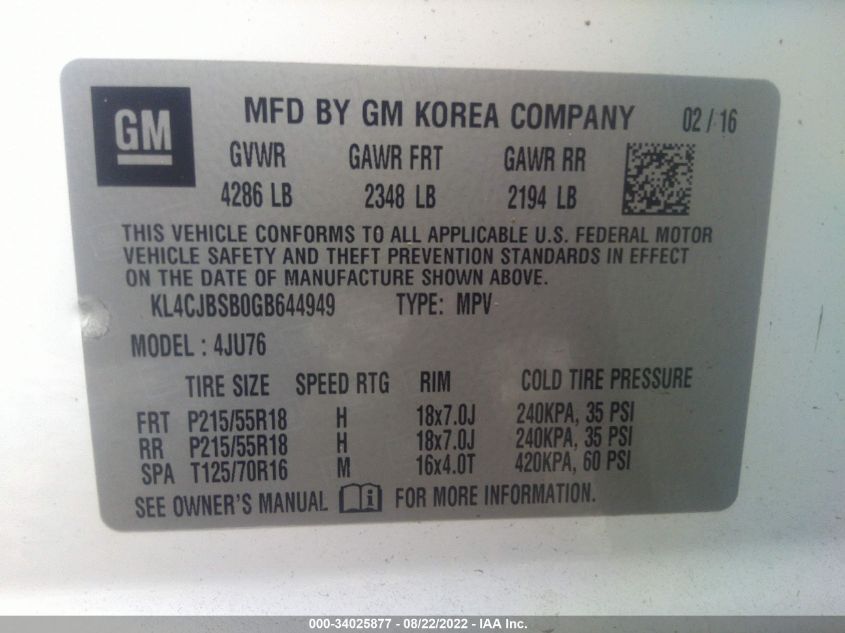 GM
MFD BY GM KOREA COMPANY 02 / 16
GVWR GAWR FRT GAWR RR
4286 LB 2348 LB 2194 LB
THIS VEHICLE CONFORMS TO ALL APPLICABLE U.S. FEDERAL MOTOR
VEHICLE SAFETY AND THEFT PREVENTION STANDARDS IN EFFECT
ON THE DATE OF MANUFACTURE SHOWN ABOVE.
KL4CJBSB0GB644949 TYPE: MPV
MODEL : 4JU76
TIRE SIZE SPEED RTG RIM COLD TIRE PRESSURE
FRT P215/55R18 H 18x7.0J 240KPA, 35 PSI
RR P215/55R18 H 18x7.0J 240KPA, 35 PSI
SPA T125/70R16 M 16x4.0T 420KPA, 60 PSI
SEE OWNER'S MANUAL i FOR MORE INFORMATION.
000-34025877 - 08/22/2022 - IAA Inc.